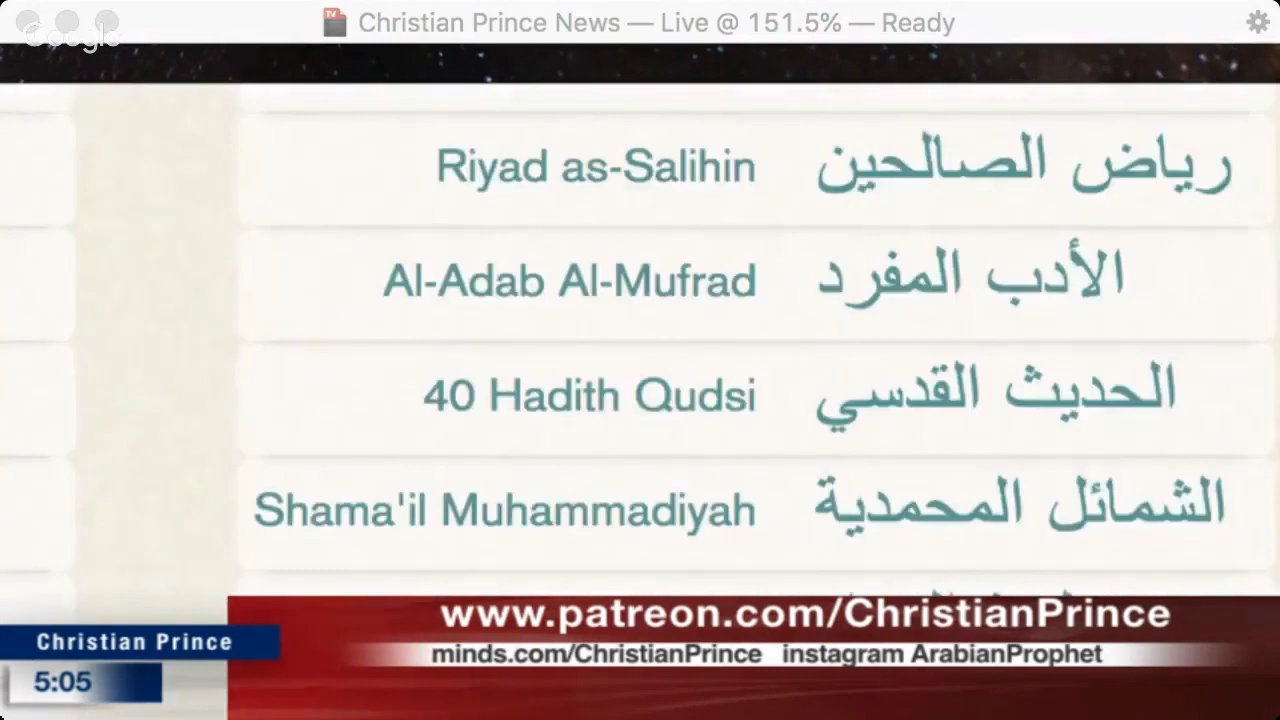 Christian Prince News — Live @ 151.5% — Ready
Google
Riyad as-Salihin رياض الصالحين
Al-Adab Al-Mufrad الأدب المفرد
40 Hadith Qudsi الحديث القدسي
Shama'il Muhammadiyah الشمائل المحمدية
www.patreon.com/ChristianPrince
Christian Prince
minds.com/ChristianPrince instagram ArabianProphet
5:05